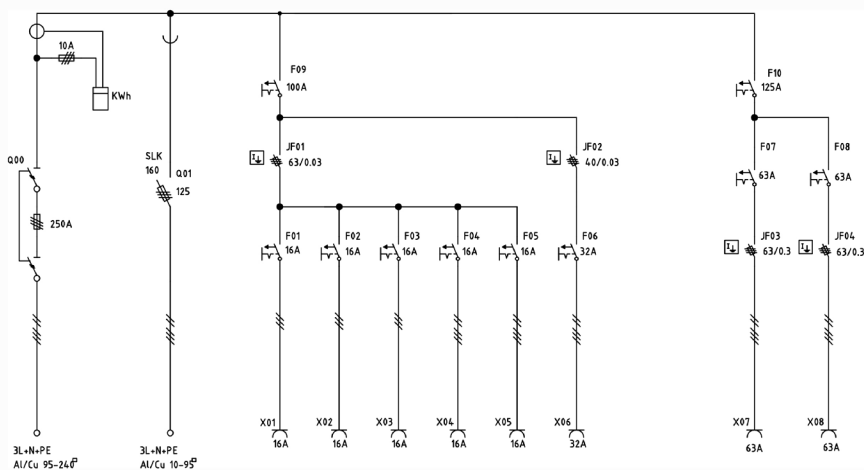 10A
KWh
Q00
250A
3L+N+PE
Al/Cu 95-240
SLK
160
Q01
125
3L+N+PE
Al/Cu 10-95
F09
100A
JF01
63/0.03
JF02
40/0.03
F01
16A
F02
16A
F03
16A
F04
16A
F05
16A
F06
32A
X01
16A
X02
16A
X03
16A
X04
16A
X05
16A
X06
32A
F10
125A
F07
63A
F08
63A
JF03
63/0.3
JF04
63/0.3
X07
63A
X08
63A